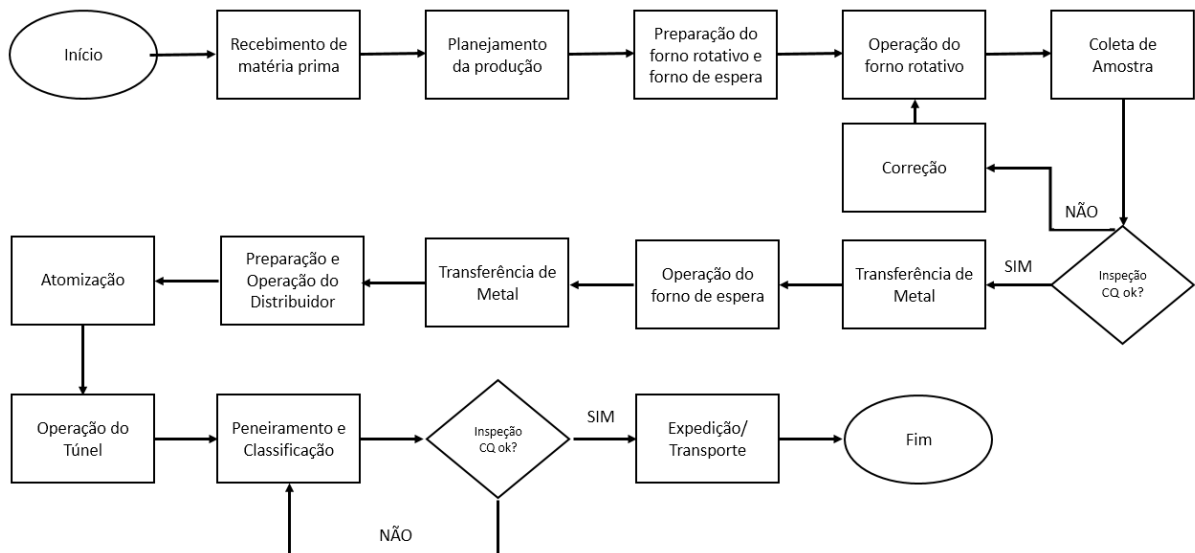 Início
Recebimento de
matéria prima
Planejamento
da produção
Preparação do
forno rotativo e
forno de espera
Operação do
forno rotativo
Coleta de
Amostra
Correção
NÃO
Inspeção
CQ ok?
SIM
Transferência de
Metal
Operação do
forno de espera
Transferência de
Metal
Preparação e
Operação do
Distribuidor
Atomização
Operação do
Túnel
Peneiramento e
Classificação
Inspeção
CQ ok?
SIM
NÃO
Expedição/
Transporte
Fim